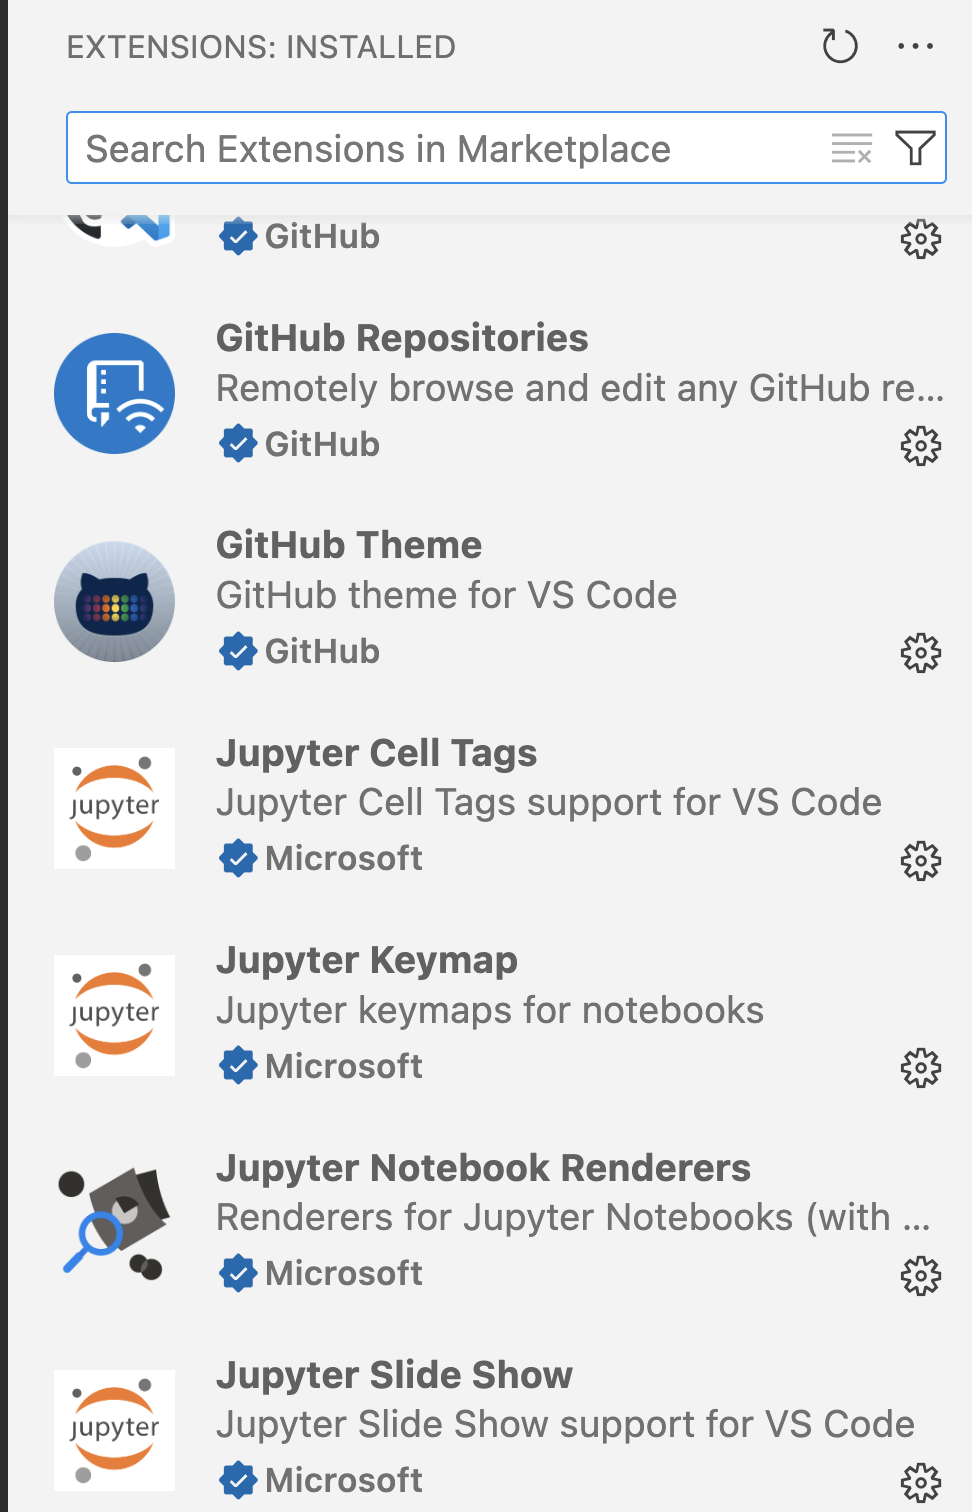 EXTENSIONS: INSTALLED
Search Extensions in Marketplace
GitHub
GitHub Repositories
Remotely browse and edit any GitHub re...
GitHub
GitHub Theme
GitHub theme for VS Code
GitHub
Jupyter Cell Tags
jupyter
Jupyter Cell Tags support for VS Code
Microsoft
Jupyter Keymap
jupyter
Jupyter keymaps for notebooks
Microsoft
Jupyter Notebook Renderers
Renderers for Jupyter Notebooks (with ...
Microsoft
Jupyter Slide Show
jupyter
Jupyter Slide Show support for VS Code
Microsoft